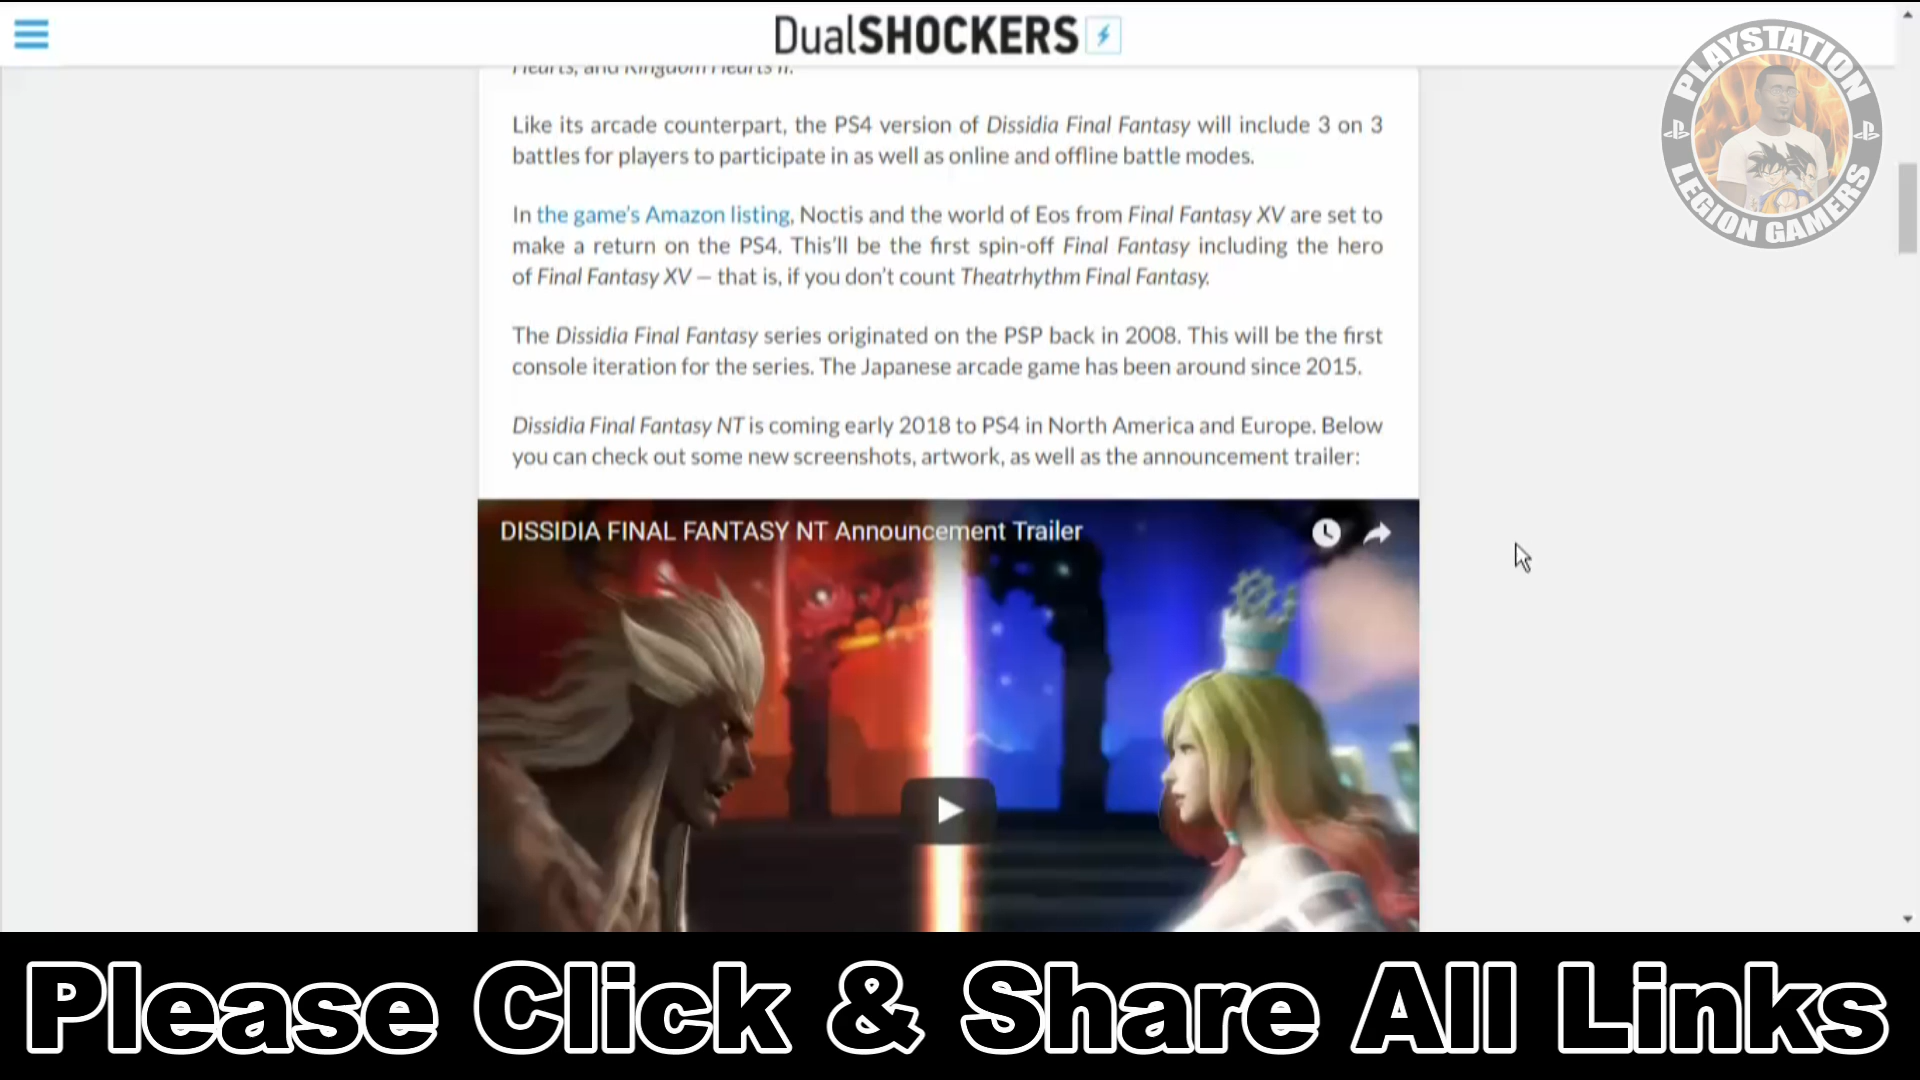 DualSHOCKERS
Hearts, and Kingdom Hearts II.
Like its arcade counterpart, the PS4 version of Dissidia Final Fantasy will include 3 on 3
battles for players to participate in as well as online and offline battle modes.
In the game's Amazon listing, Noctis and the world of Eos from Final Fantasy XV are set to
make a return on the PS4. This'll be the first spin-off Final Fantasy including the hero
of Final Fantasy XV – that is, if you don't count Theatrhythm Final Fantasy.
The Dissidia Final Fantasy series originated on the PSP back in 2008. This will be the first
console iteration for the series. The Japanese arcade game has been around since 2015.
Dissidia Final Fantasy NT is coming early 2018 to PS4 in North America and Europe. Below
you can check out some new screenshots, artwork, as well as the announcement trailer:
DISSIDIA FINAL FANTASY NT Announcement Trailer
PLAYSTATION
LEGION GAMERS
Please Click & Share All Links